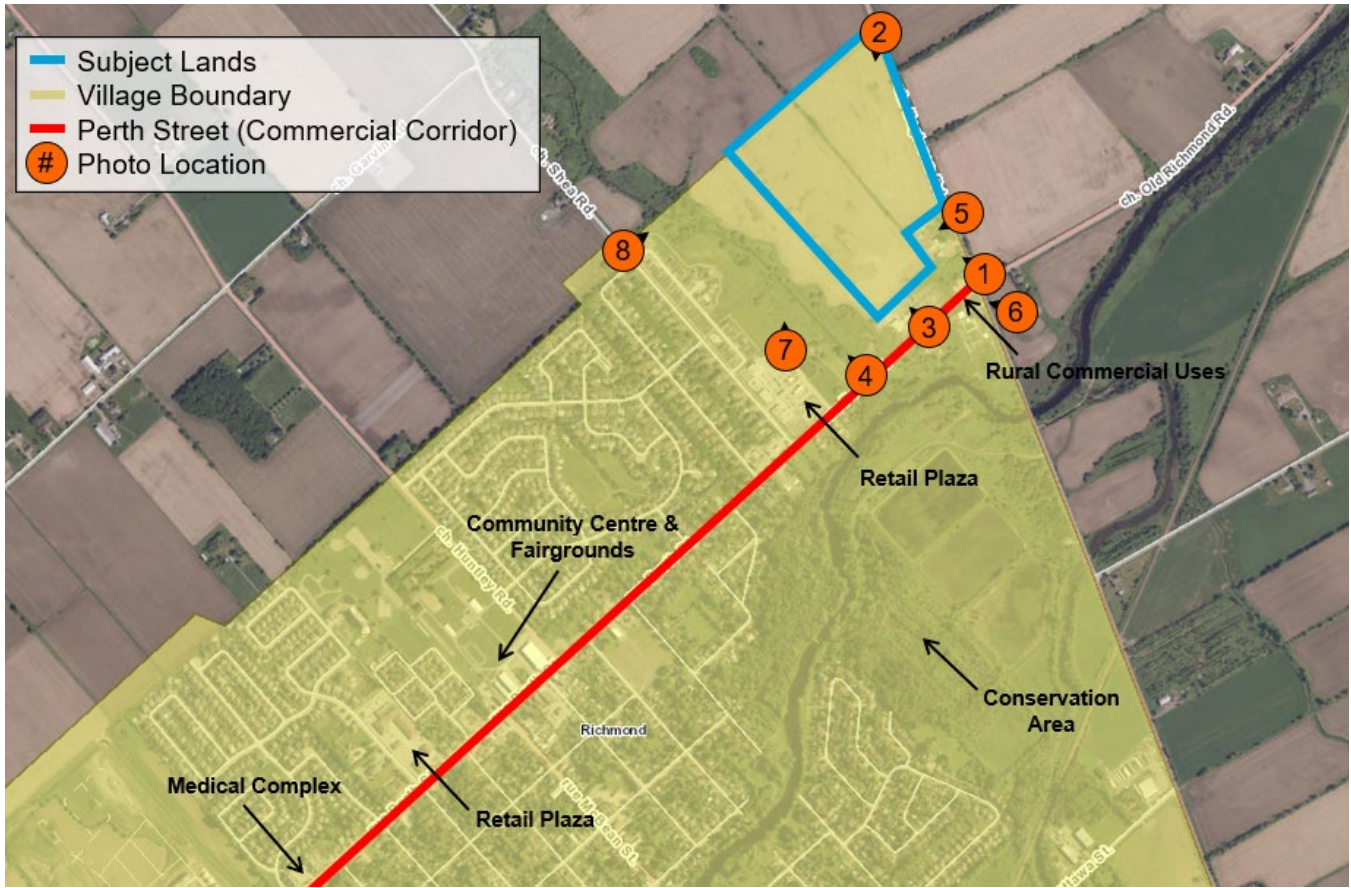 Subject Lands
Village Boundary
Perth Street (Commercial Corridor)
# Photo Location
2
ch. Shea Rd.
ch. Old Richmond Rd.
5
8
1
6
3
7
4
Rural Commercial Uses
Retail Plaza
Community Centre &
Fairgrounds
ch. Huntley Rd.
Conservation
Area
Richmond
Medical Complex
Retail Plaza